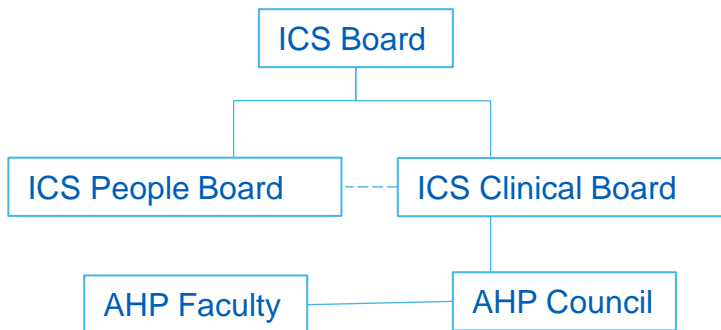 ICS Board
ICS People Board
ICS Clinical Board
AHP Faculty
AHP Council